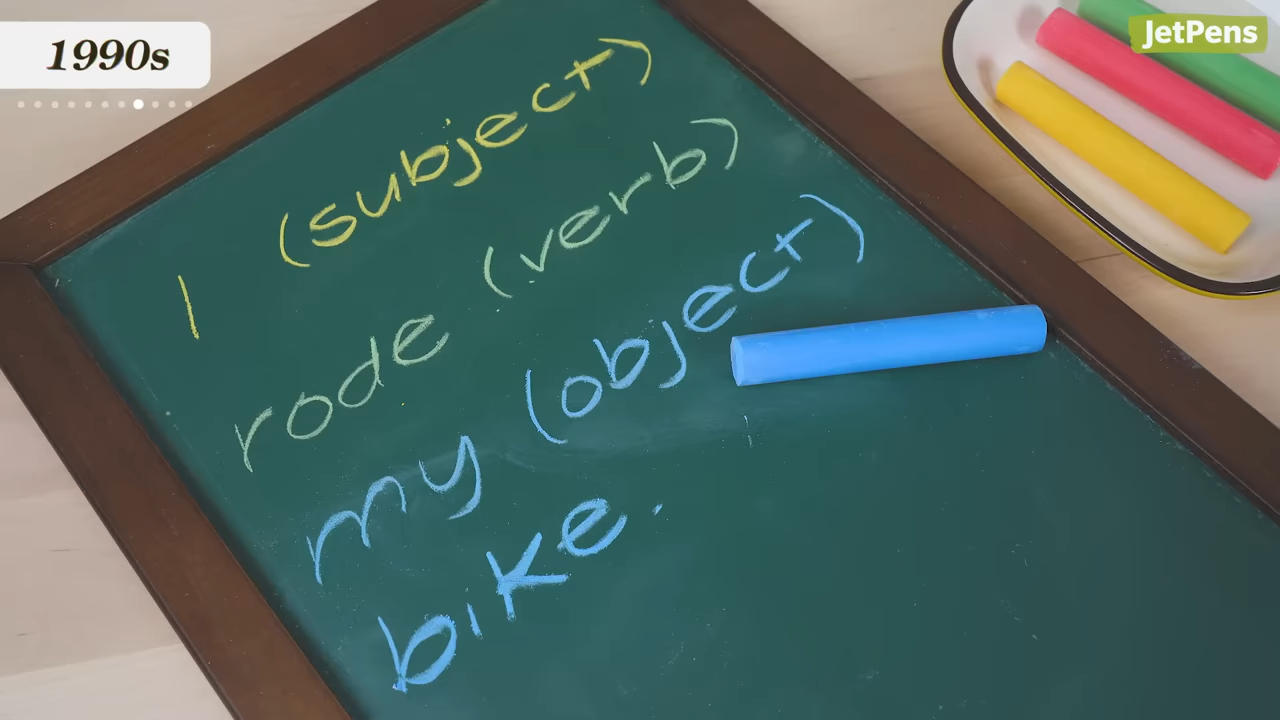 1990s
JetPens
I (subject)
rode (verb)
my (object)
bike.